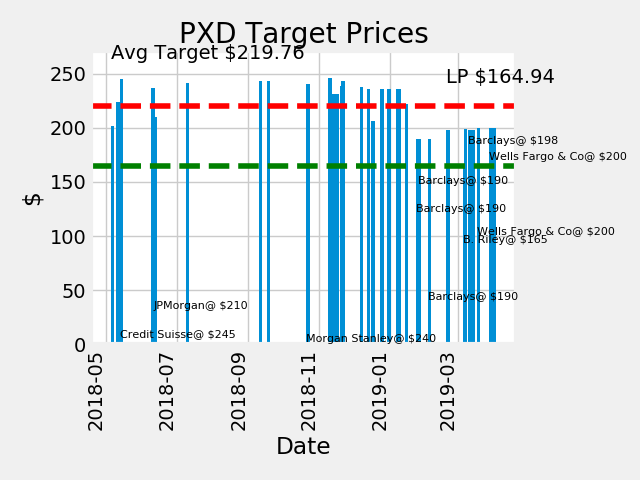 PXD Target Prices
Avg Target $219.76
LP $164.94
250
200
150
100
50
0
$
Barclays@ $198
Wells Fargo & Co@ $200
Barclays@ $190
Barclays@ $190
Wells Fargo & Co@ $200
B. Riley@ $165
Barclays@ $190
JPMorgan@ $210
Credit Suisse@ $245
Morgan Stanley@ $240
2018-05
2018-07
2018-09
2018-11
2019-01
2019-03
Date